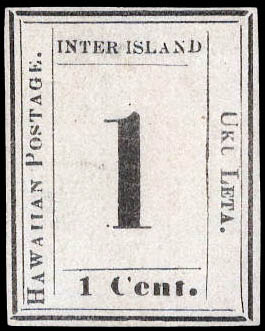 INTER ISLAND
HAWAIIAN POSTAGE.
1
UKU LETA.
1 Cent.